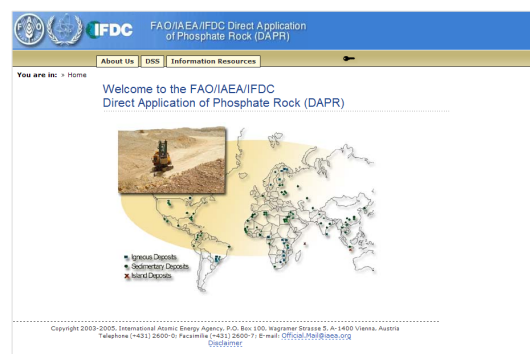 IFDC
FAO/IAEA/IFDC Direct Application
of Phosphate Rock (DAPR)
About Us DSS Information Resources
You are in: » Home
Welcome to the FAO/IAEA/IFDC
Direct Application of Phosphate Rock (DAPR)
Igneous Deposits
Sedimentary Deposits
Island Deposits
Copyright 2003-2005, International Atomic Energy Agency, P.O. Box 100, Wagramer Strasse 5, A-1400 Vienna, Austria
Telephone (+431) 2600-0; Facsimilie (+431) 2600-7; E-mail: Official.Mail@iaea.org
Disclaimer